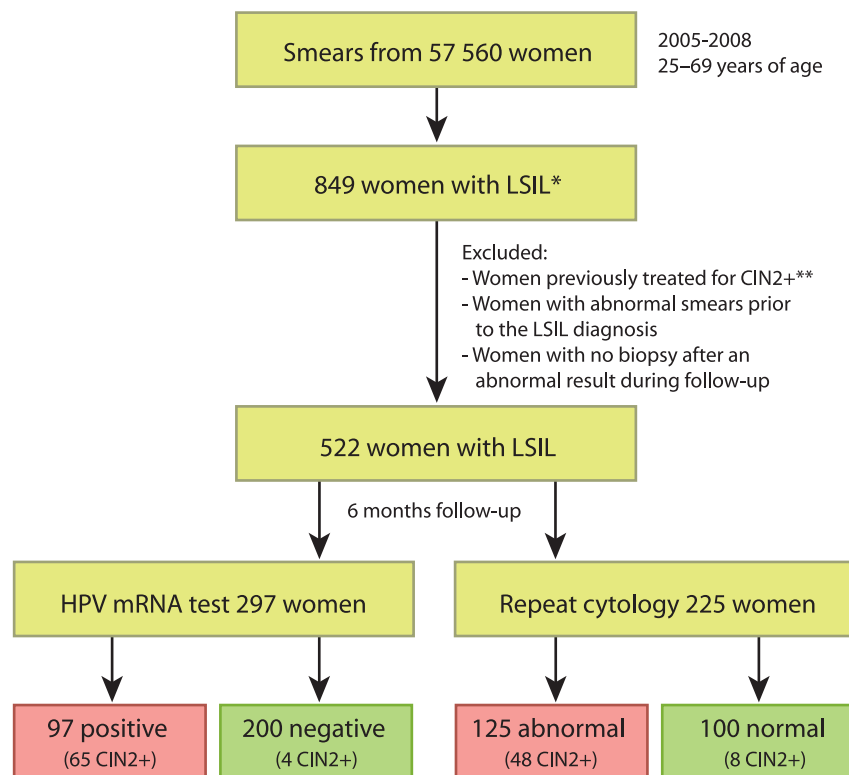 Smears from 57 560 women
2005-2008
25–69 years of age
849 women with LSIL*
Excluded:
- Women previously treated for CIN2+**
- Women with abnormal smears prior
to the LSIL diagnosis
- Women with no biopsy after an
abnormal result during follow-up
522 women with LSIL
6 months follow-up
HPV mRNA test 297 women
Repeat cytology 225 women
97 positive
(65 CIN2+)
200 negative
(4 CIN2+)
125 abnormal
(48 CIN2+)
100 normal
(8 CIN2+)